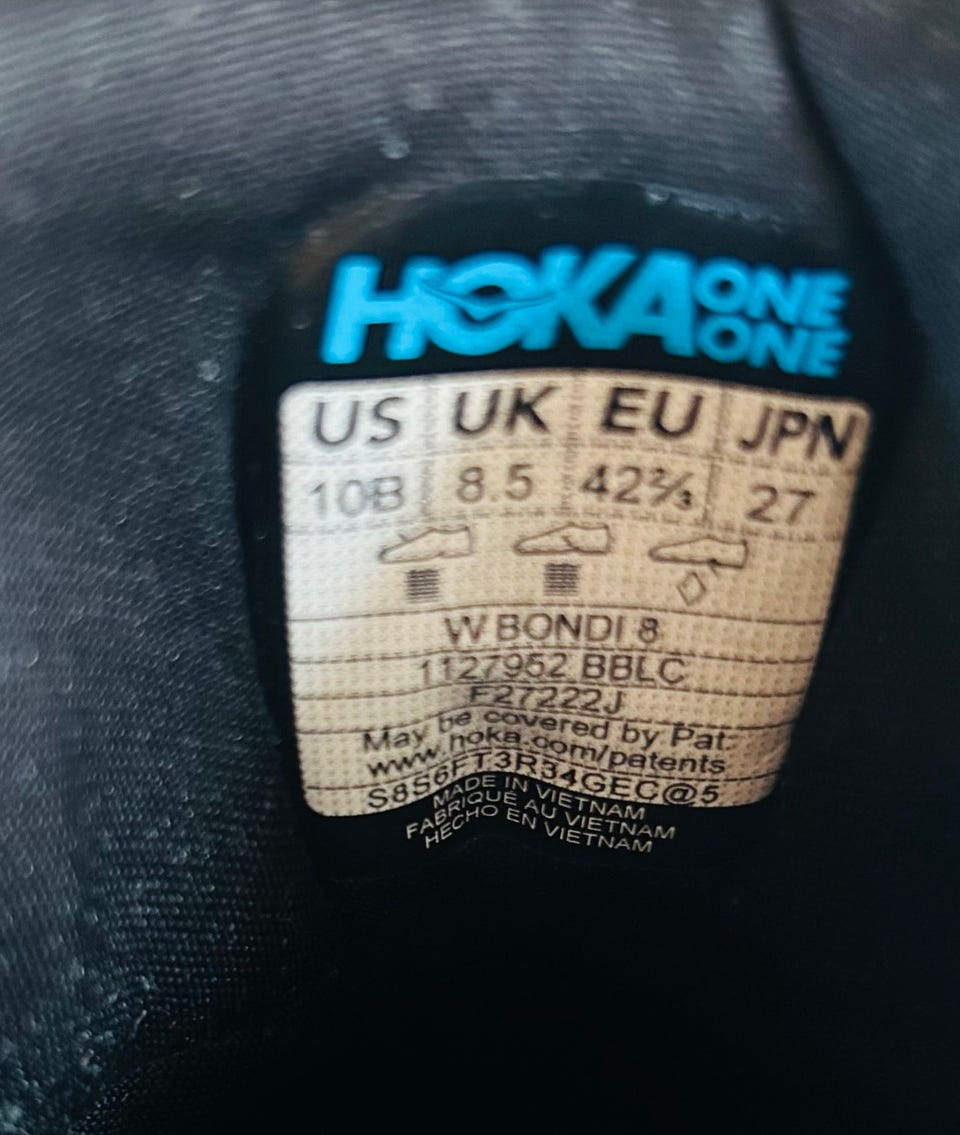 HOKA ONE ONE
US UK EU JPN
10B 8.5 42⅔ 27
W BONDI 8
1127952 BBLC
F27222J
May be covered by Pat.
www.hoka.com/patents
S8S6FT3R34GEC@5
MADE IN VIETNAM
FABRIQUÉ AU VIETNAM
HECHO EN VIETNAM